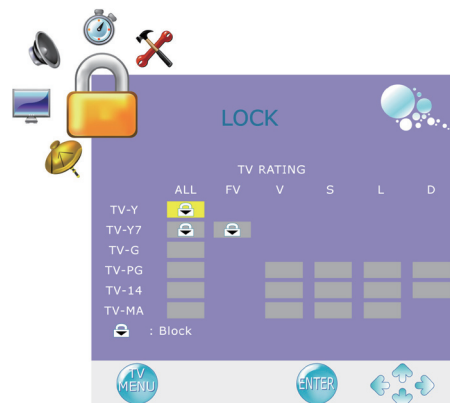 LOCK
TV RATING
ALL FV V S L D
TV-Y
TV-Y7
TV-G
TV-PG
TV-14
TV-MA
: Block
TV MENU
ENTER